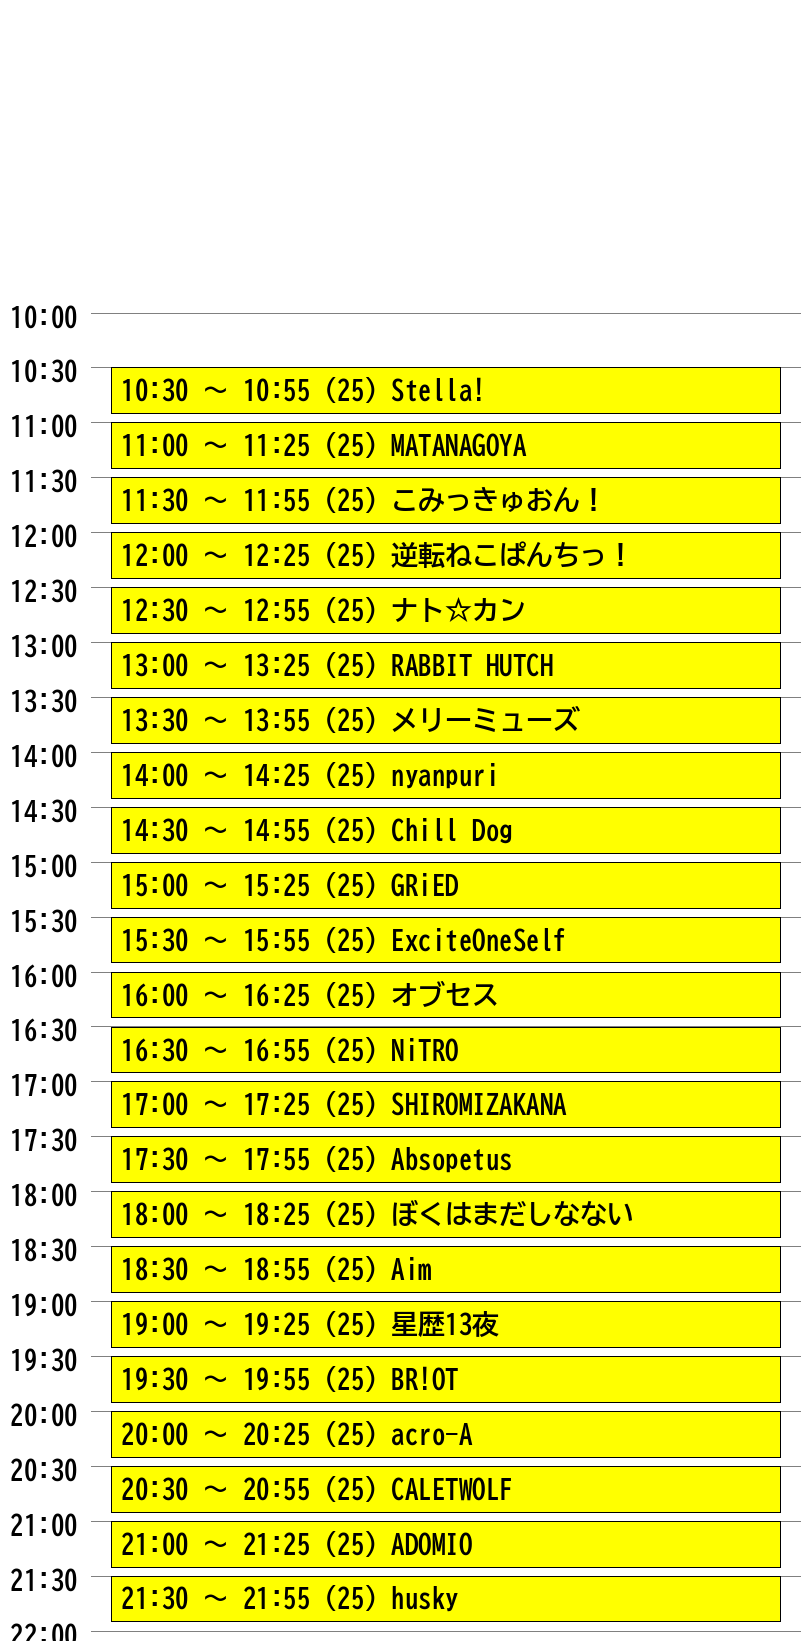 10:00
10:30
10:30 ～ 10:55 (25) Stella!
11:00
11:00 ～ 11:25 (25) MATANAGOYA
11:30
11:30 ～ 11:55 (25) こみっきゅおん！
12:00
12:00 ～ 12:25 (25) 逆転ねこぱんちっ！
12:30
12:30 ～ 12:55 (25) ナト☆カン
13:00
13:00 ～ 13:25 (25) RABBIT HUTCH
13:30
13:30 ～ 13:55 (25) メリーミューズ
14:00
14:00 ～ 14:25 (25) nyanpuri
14:30
14:30 ～ 14:55 (25) Chill Dog
15:00
15:00 ～ 15:25 (25) GRiED
15:30
15:30 ～ 15:55 (25) ExciteOneSelf
16:00
16:00 ～ 16:25 (25) オブセス
16:30
16:30 ～ 16:55 (25) NiTRO
17:00
17:00 ～ 17:25 (25) SHIROMIZAKANA
17:30
17:30 ～ 17:55 (25) Absopetus
18:00
18:00 ～ 18:25 (25) ぼくはまだしなない
18:30
18:30 ～ 18:55 (25) Aim
19:00
19:00 ～ 19:25 (25) 星歴13夜
19:30
19:30 ～ 19:55 (25) BR!OT
20:00
20:00 ～ 20:25 (25) acro-A
20:30
20:30 ～ 20:55 (25) CALETWOLF
21:00
21:00 ～ 21:25 (25) ADOMIO
21:30
21:30 ～ 21:55 (25) husky
22:00